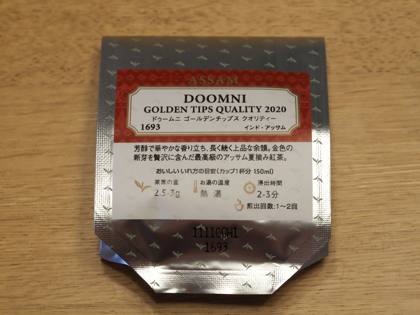 ASSAM
DOOMNI
GOLDEN TIPS QUALITY 2020
ドゥームニ ゴールデンチップス クオリティー
1693 インド・アッサム
芳醇で華やかな香り立ち、長く続く上品な余韻。金色の
新芽を贅沢に含んだ最高級のアッサム夏摘み紅茶。
おいしいいれ方の目安(カップ1杯分 150ml)
茶葉の量 お湯の温度 浸出時間
2.5-3g 熱湯 2-3分
煎出回数:1〜2回
1693